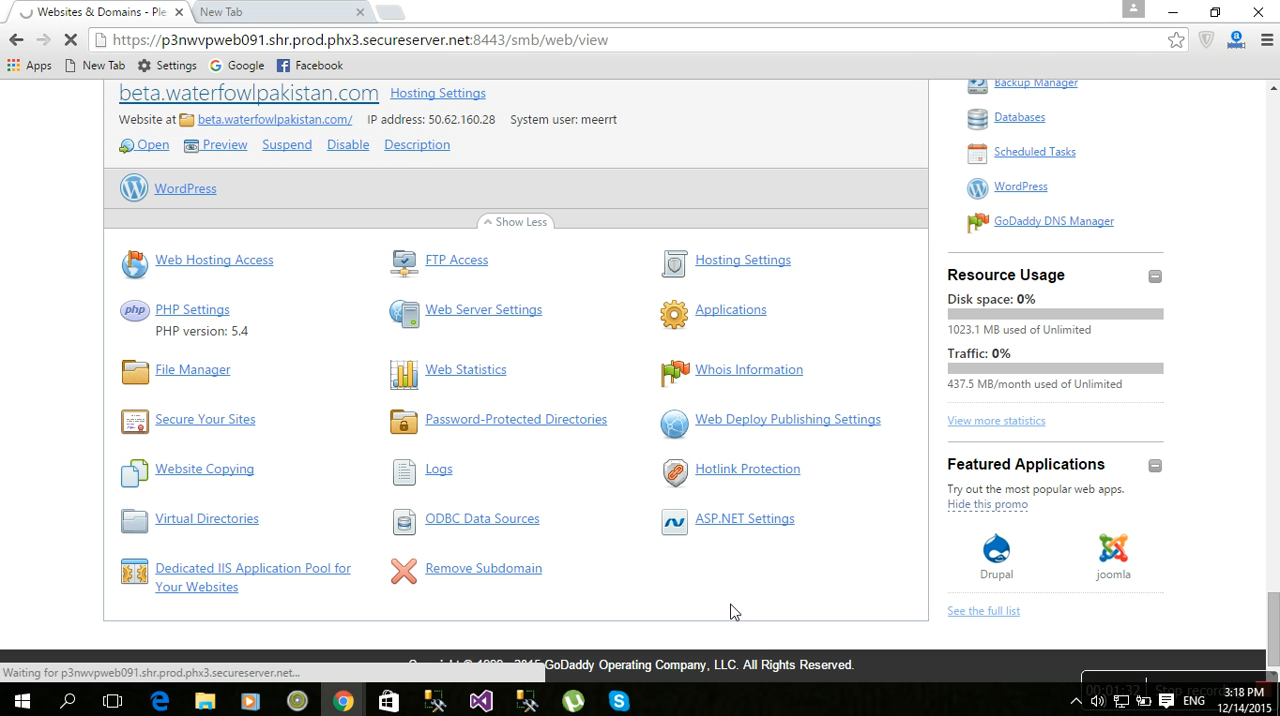 Websites & Domains - Ple
New Tab
https://p3nwvpweb091.shr.prod.phx3.secureserver.net:8443/smb/web/view
Apps
New Tab
Settings
Google
Facebook
beta.waterfowlpakistan.com
Hosting Settings
Website at
beta.waterfowlpakistan.com/
IP address: 50.62.160.28
System user: meerrt
Open
Preview
Suspend
Disable
Description
WordPress
Show Less
Web Hosting Access
FTP Access
Hosting Settings
PHP Settings
PHP version: 5.4
Web Server Settings
Applications
File Manager
Web Statistics
Whois Information
Secure Your Sites
Password-Protected Directories
Web Deploy Publishing Settings
Website Copying
Logs
Hotlink Protection
Virtual Directories
ODBC Data Sources
ASP.NET Settings
Dedicated IIS Application Pool for
Your Websites
Remove Subdomain
Backup Manager
Databases
Scheduled Tasks
WordPress
GoDaddy DNS Manager
Resource Usage
Disk space: 0%
1023.1 MB used of Unlimited
Traffic: 0%
437.5 MB/month used of Unlimited
View more statistics
Featured Applications
Try out the most popular web apps.
Hide this promo
Drupal
joomla
See the full list
GoDaddy Operating Company, LLC. All Rights Reserved.
Waiting for p3nwvpweb091.shr.prod.phx3.secureserver.net...
00:01:32
Stop
ENG
3:18 PM
12/14/2015